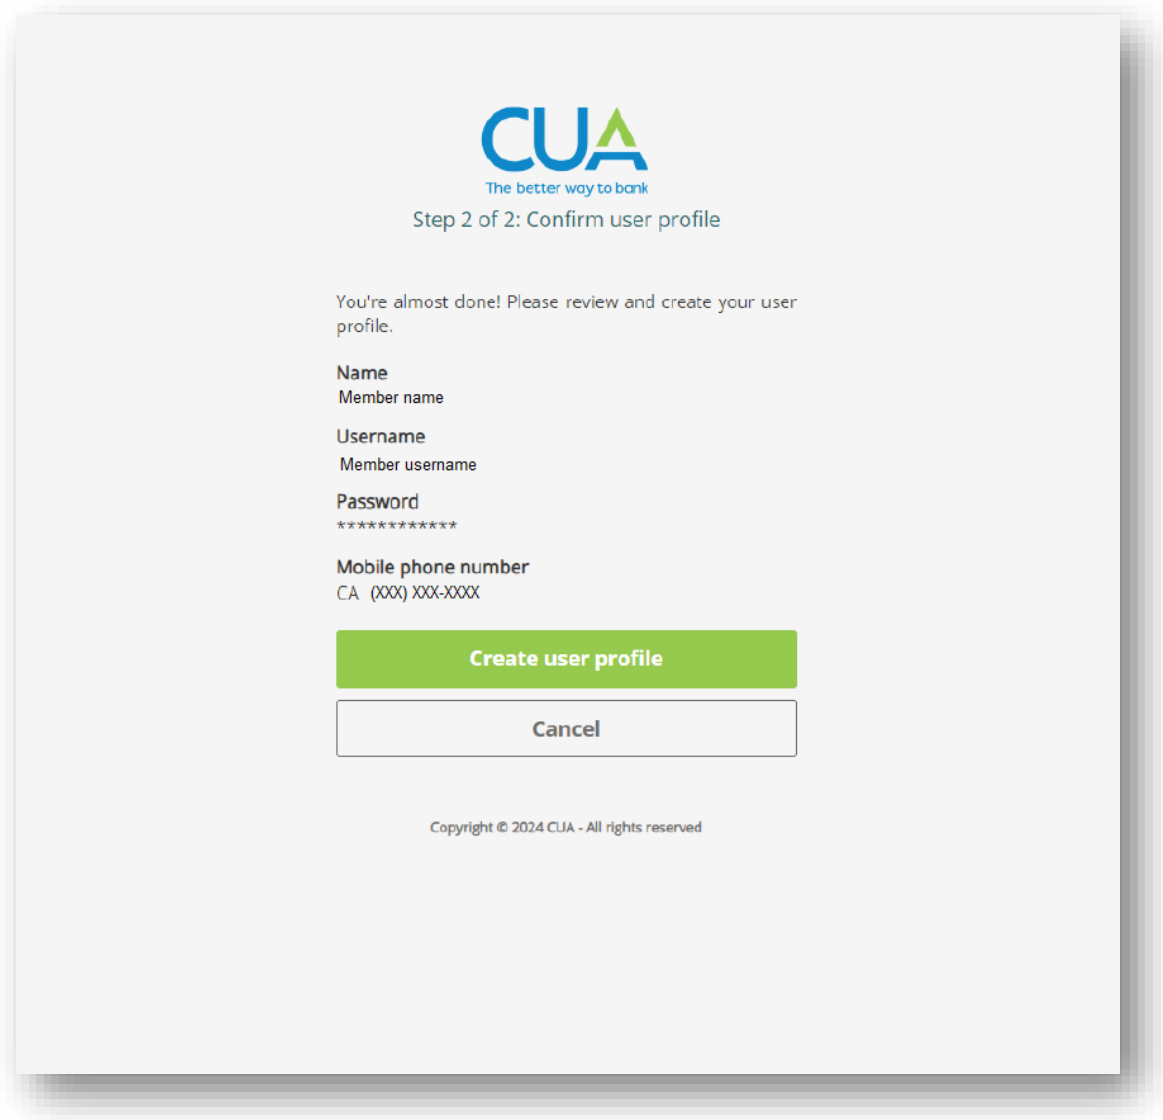 CUA
The better way to bank
Step 2 of 2: Confirm user profile
You're almost done! Please review and create your user
profile.
Name
Member name
Username
Member username
Password
************
Mobile phone number
CA (XXX) XXX-XXXX
Create user profile
Cancel
Copyright © 2024 CUA - All rights reserved